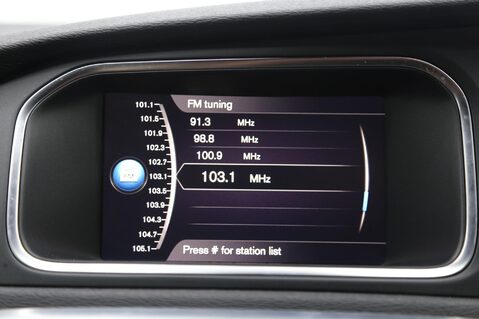 FM tuning
101.1
101.5
101.9
102.3
102.7
103.1
103.5
103.9
104.3
104.7
105.1
91.3 MHz
98.8 MHz
100.9 MHz
103.1 MHz
Press # for station list